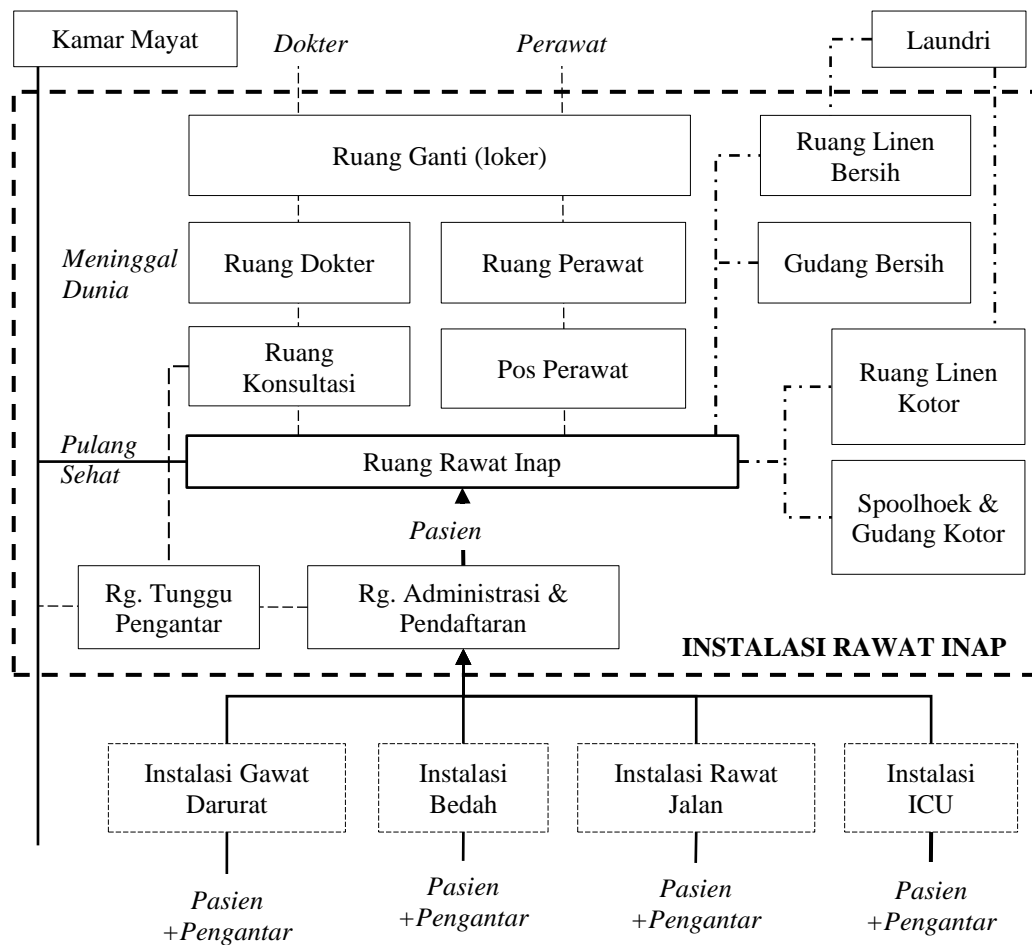 Kamar Mayat
Dokter
Perawat
Laundri
Ruang Ganti (loker)
Ruang Linen
Bersih
Meninggal
Dunia
Ruang Dokter
Ruang Perawat
Gudang Bersih
Ruang
Konsultasi
Pos Perawat
Ruang Linen
Kotor
Pulang
Sehat
Ruang Rawat Inap
Spoolhoek &
Gudang Kotor
Pasien
Rg. Tunggu
Pengantar
Rg. Administrasi &
Pendaftaran
INSTALASI RAWAT INAP
Instalasi Gawat
Darurat
Instalasi
Bedah
Instalasi Rawat
Jalan
Instalasi
ICU
Pasien
+Pengantar
Pasien
+Pengantar
Pasien
+Pengantar
Pasien
+Pengantar